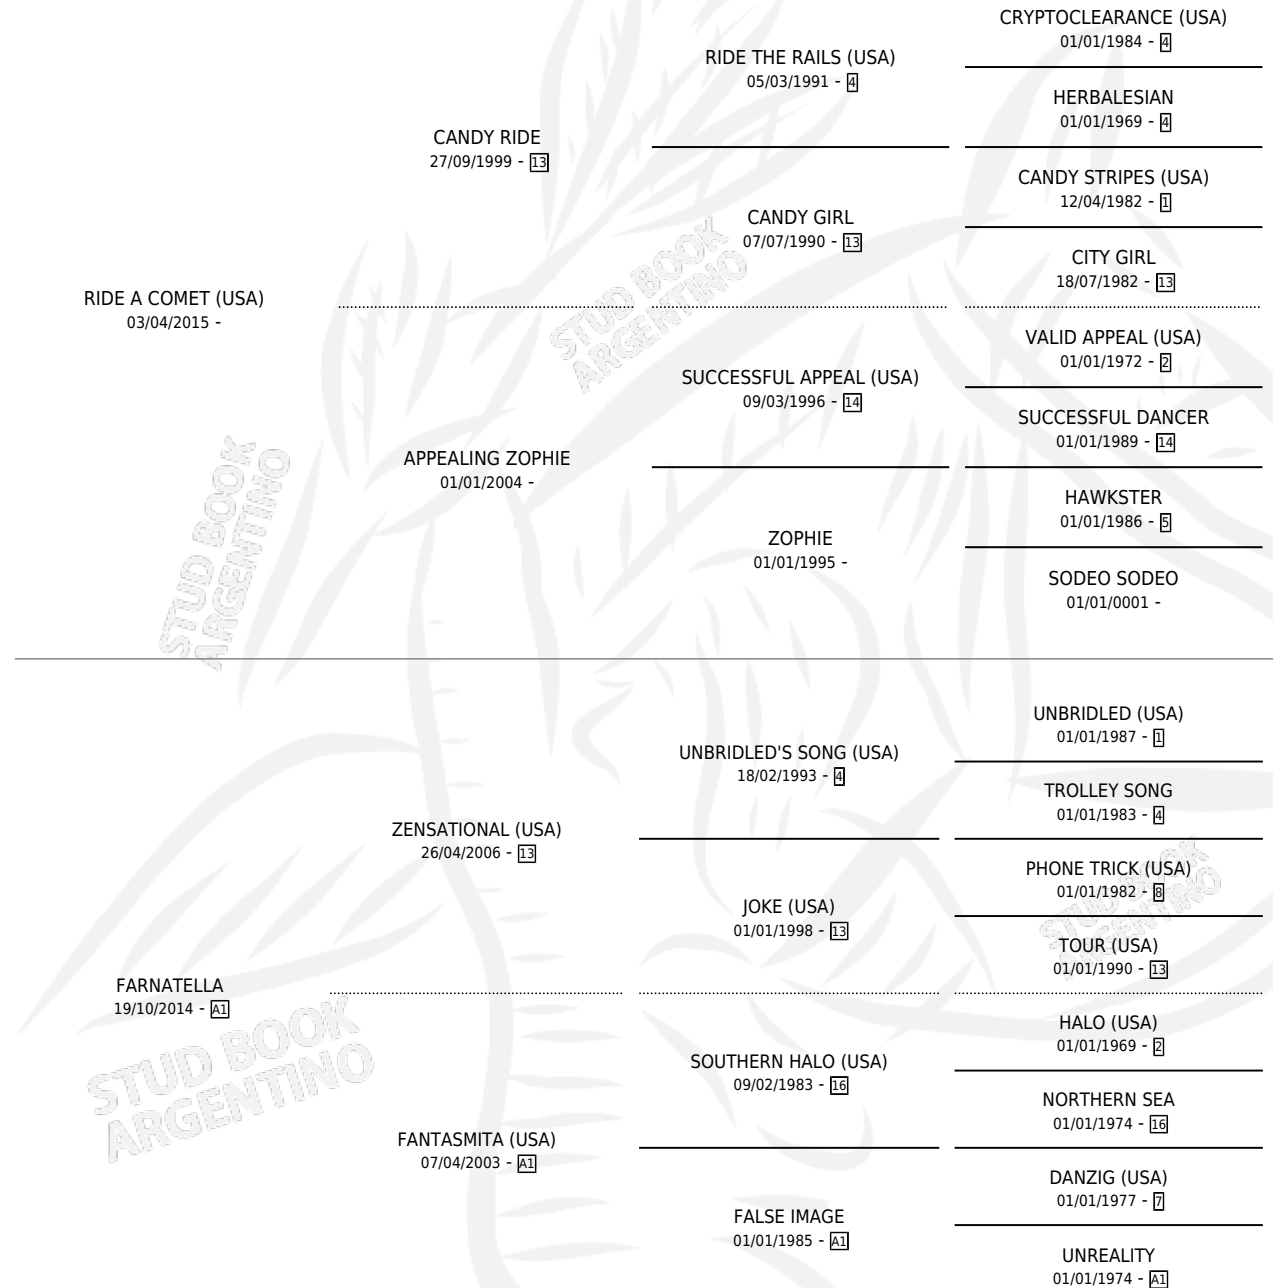 CRYPTOCLEARANCE (USA)
01/01/1984 - 4
RIDE THE RAILS (USA)
05/03/1991 - 4
HERBALESIAN
01/01/1969 - 4
CANDY RIDE
27/09/1999 - 13
CANDY STRIPES (USA)
12/04/1982 - 1
CANDY GIRL
07/07/1990 - 13
CITY GIRL
18/07/1982 - 13
RIDE A COMET (USA)
03/04/2015 -
VALID APPEAL (USA)
01/01/1972 - 2
SUCCESSFUL APPEAL (USA)
09/03/1996 - 14
SUCCESSFUL DANCER
01/01/1989 - 14
APPEALING ZOPHIE
01/01/2004 -
HAWKSTER
01/01/1986 - 5
ZOPHIE
01/01/1995 -
SODEO SODEO
01/01/0001 -
UNBRIDLED (USA)
01/01/1987 - 1
UNBRIDLED'S SONG (USA)
18/02/1993 - 4
TROLLEY SONG
01/01/1983 - 4
ZENSATIONAL (USA)
26/04/2006 - 13
PHONE TRICK (USA)
01/01/1982 - 8
JOKE (USA)
01/01/1998 - 13
TOUR (USA)
01/01/1990 - 13
FARNATELLA
19/10/2014 - A1
HALO (USA)
01/01/1969 - 2
SOUTHERN HALO (USA)
09/02/1983 - 16
NORTHERN SEA
01/01/1974 - 16
FANTASMITA (USA)
07/04/2003 - A1
DANZIG (USA)
01/01/1977 - 7
FALSE IMAGE
01/01/1985 - A1
UNREALITY
01/01/1974 - A1
STUD BOOK
ARGENTINO
STUD BOOK
ARGENTINO
STUD BOOK
ARGENTINO
STUD BOOK
ARGENTINO